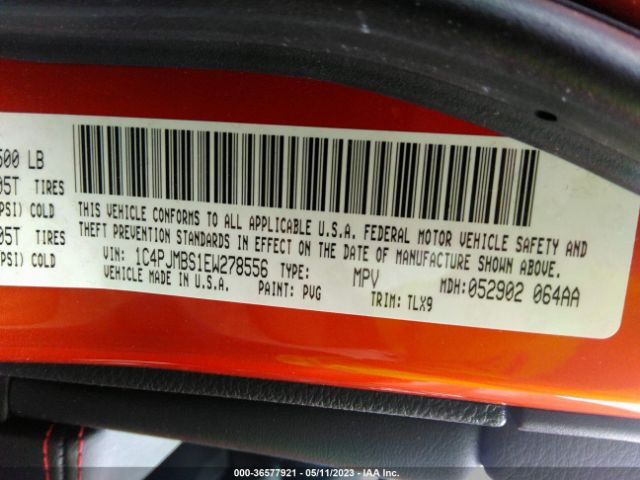 500 LB
05T TIRES
PSI) COLD
05T TIRES
PSI) COLD
THIS VEHICLE CONFORMS TO ALL APPLICABLE U.S.A. FEDERAL MOTOR VEHICLE SAFETY AND
THEFT PREVENTION STANDARDS IN EFFECT ON THE DATE OF MANUFACTURE SHOWN ABOVE.
VIN: 1C4PJMBS1EW278556 TYPE: MPV MDH:052902 064AA
VEHICLE MADE IN U.S.A. PAINT: PVG TRIM: TLX9
000-36577921 - 05/11/2023 - IAA Inc.